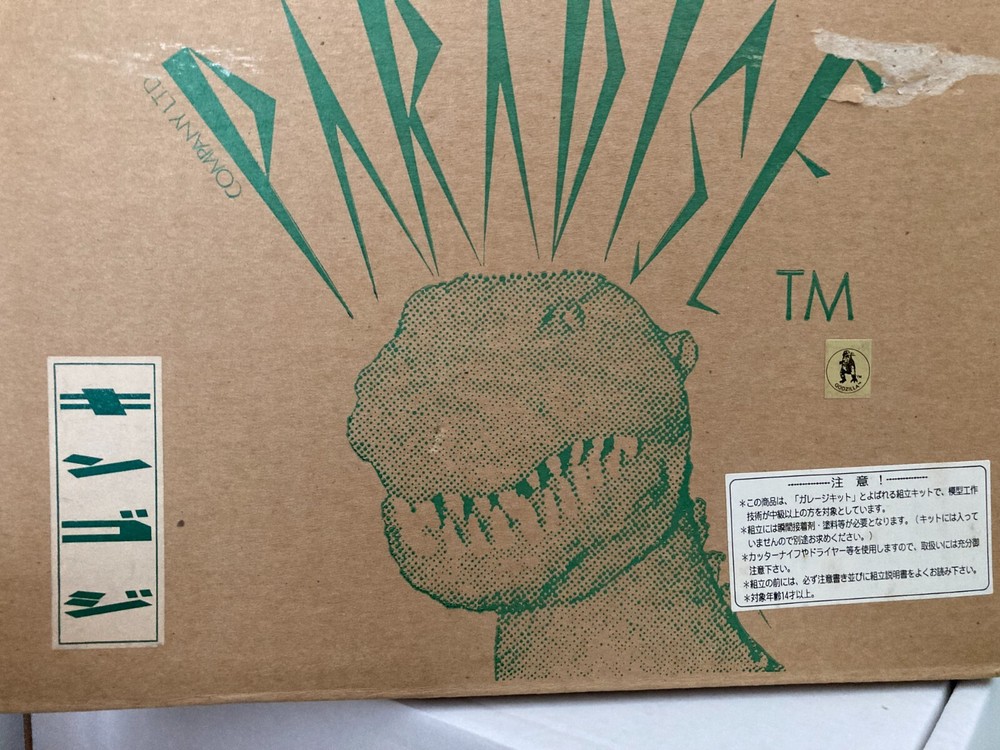 COMPANY LTD
PARADISE
TM
GODZILLA
キンゴジ
注 意 !
*この商品は、「ガレージキット」とよばれる組立キットで、模型工作
技術が中級以上の方を対象としています。
*組立には瞬間接着剤・塗料等が必要となります。(キットには入って
いませんので別途お求めください。)
*カッターナイフやドライヤー等を使用しますので、取扱いには充分御
注意下さい。
*組立の前には、必ず注意書き並びに組立説明書をよくお読み下さい。
*対象年齢14才以上。